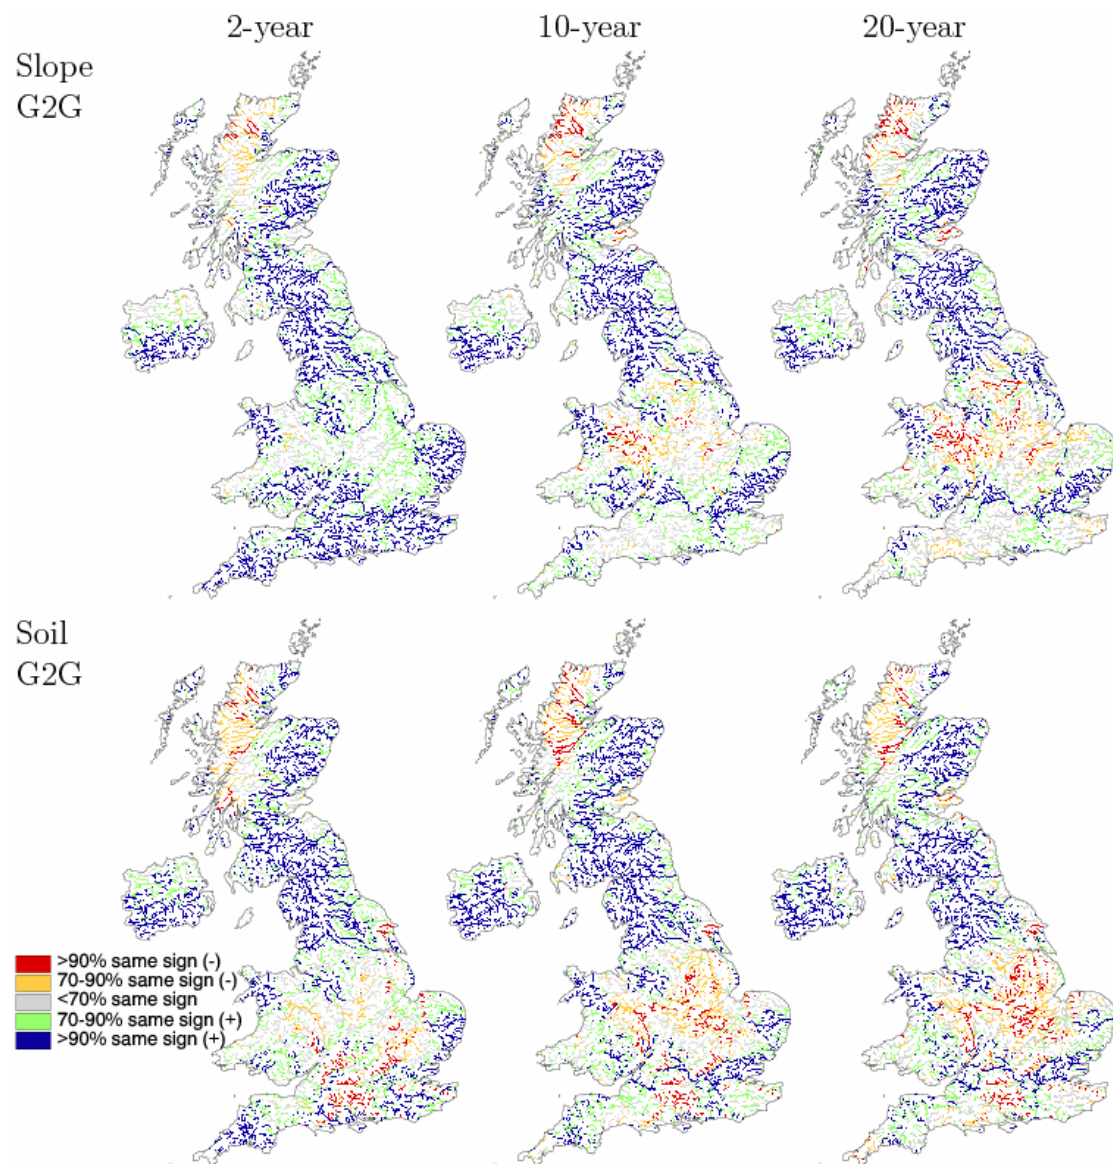 2-year 10-year 20-year
Slope
G2G
Soil
G2G
>90% same sign (-)
70-90% same sign (-)
<70% same sign
70-90% same sign (+)
>90% same sign (+)